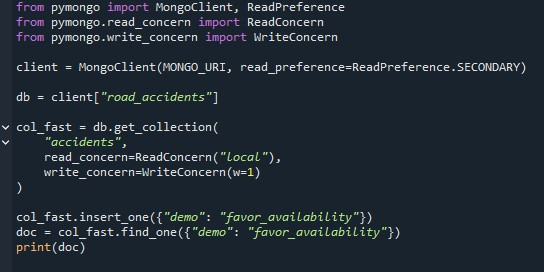 from pymongo import MongoClient, ReadPreference
from pymongo.read_concern import ReadConcern
from pymongo.write_concern import WriteConcern
client = MongoClient(MONGO_URI, read_preference=ReadPreference.SECONDARY)
db = client["road_accidents"]
col_fast = db.get_collection(
    "accidents",
    read_concern=ReadConcern("local"),
    write_concern=WriteConcern(w=1)
)
col_fast.insert_one({"demo": "favor_availability"})
doc = col_fast.find_one({"demo": "favor_availability"})
print(doc)